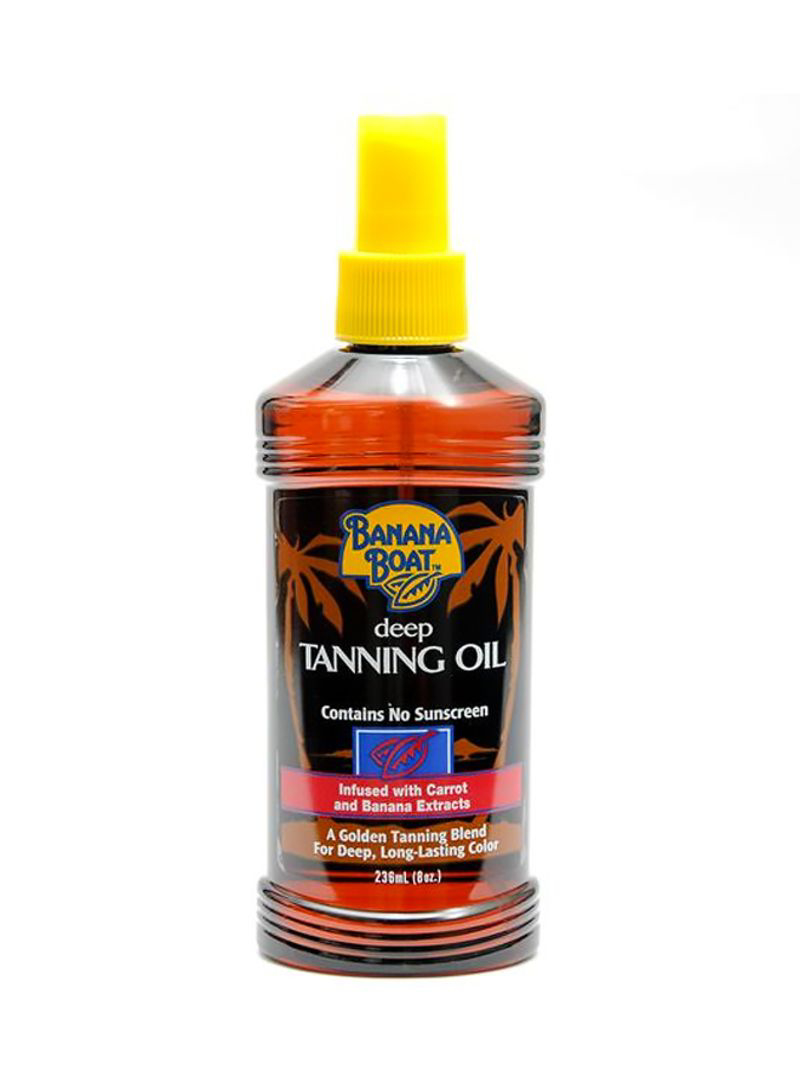 BANANA
BOAT™
deep
TANNING OIL
Contains No Sunscreen
Infused with Carrot
and Banana Extracts
A Golden Tanning Blend
For Deep, Long-Lasting Color
236mL (8oz.)